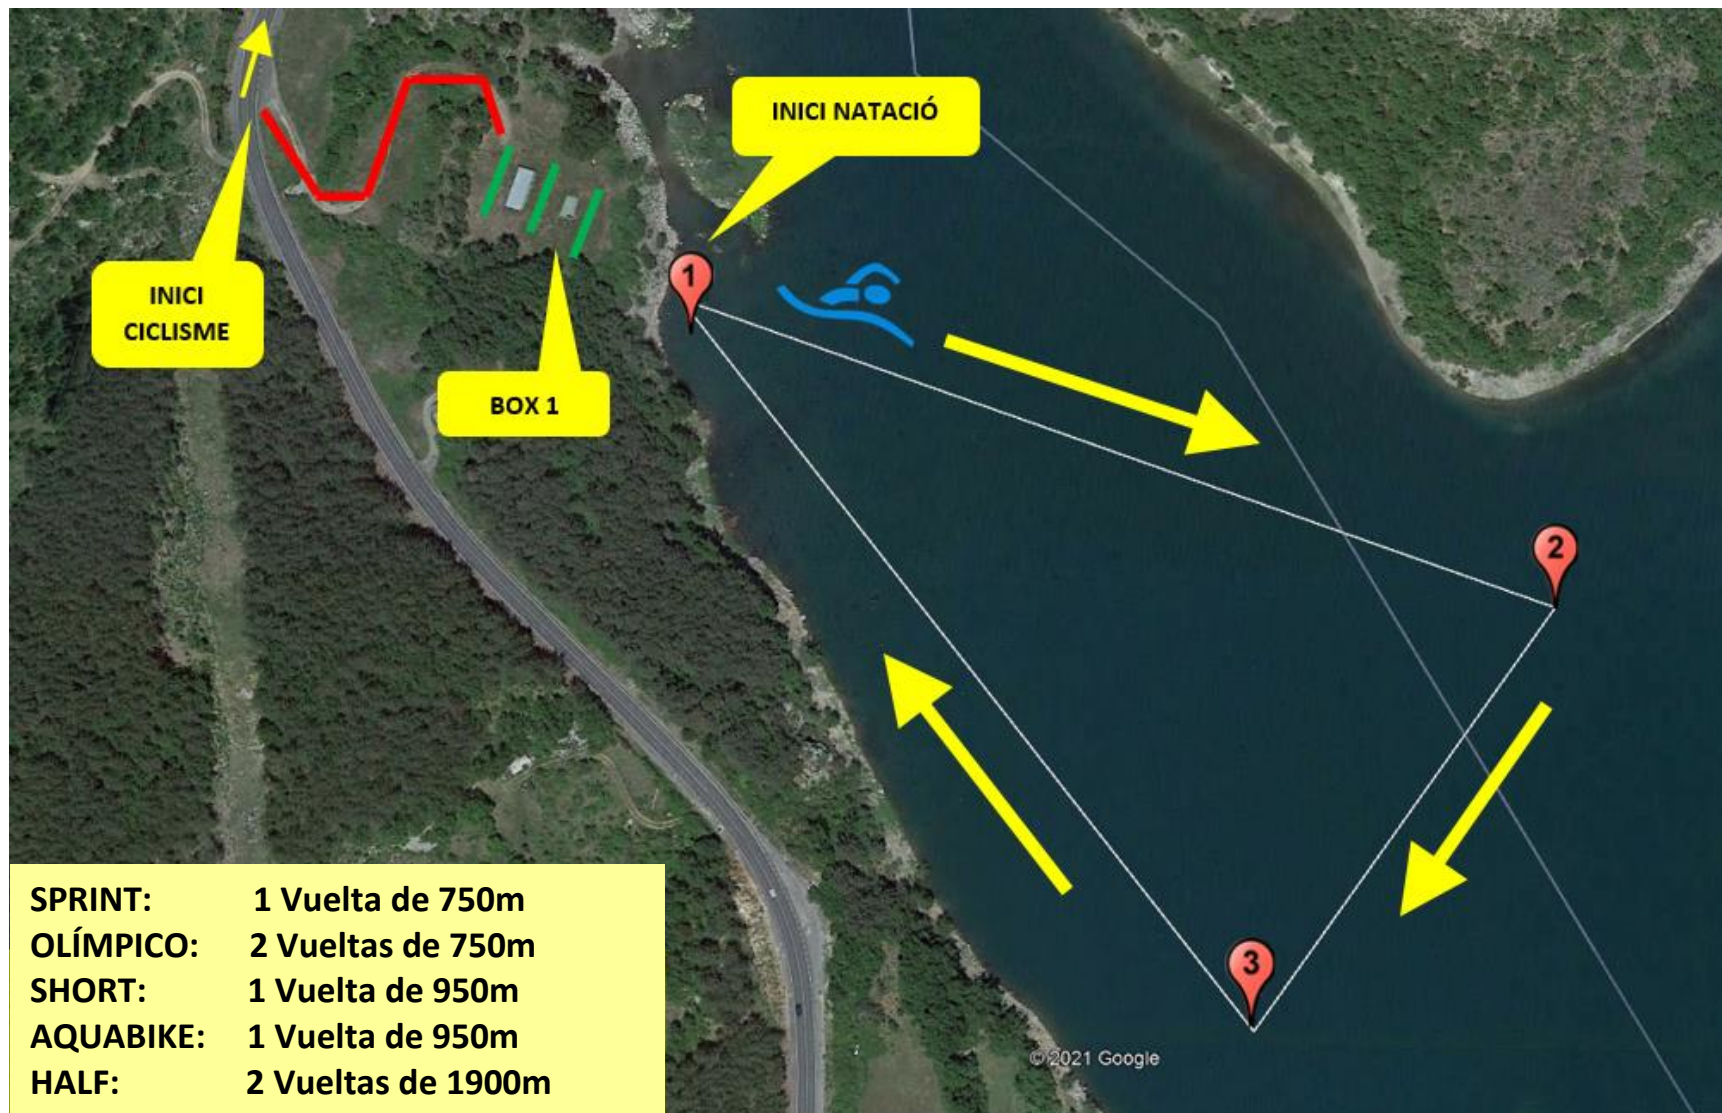 INICI NATACIÓ
1
INICI
CICLISME
BOX 1
2
3
SPRINT: 1 Vuelta de 750m
OLÍMPICO: 2 Vueltas de 750m
SHORT: 1 Vuelta de 950m
AQUABIKE: 1 Vuelta de 950m
HALF: 2 Vueltas de 1900m
© 2021 Google